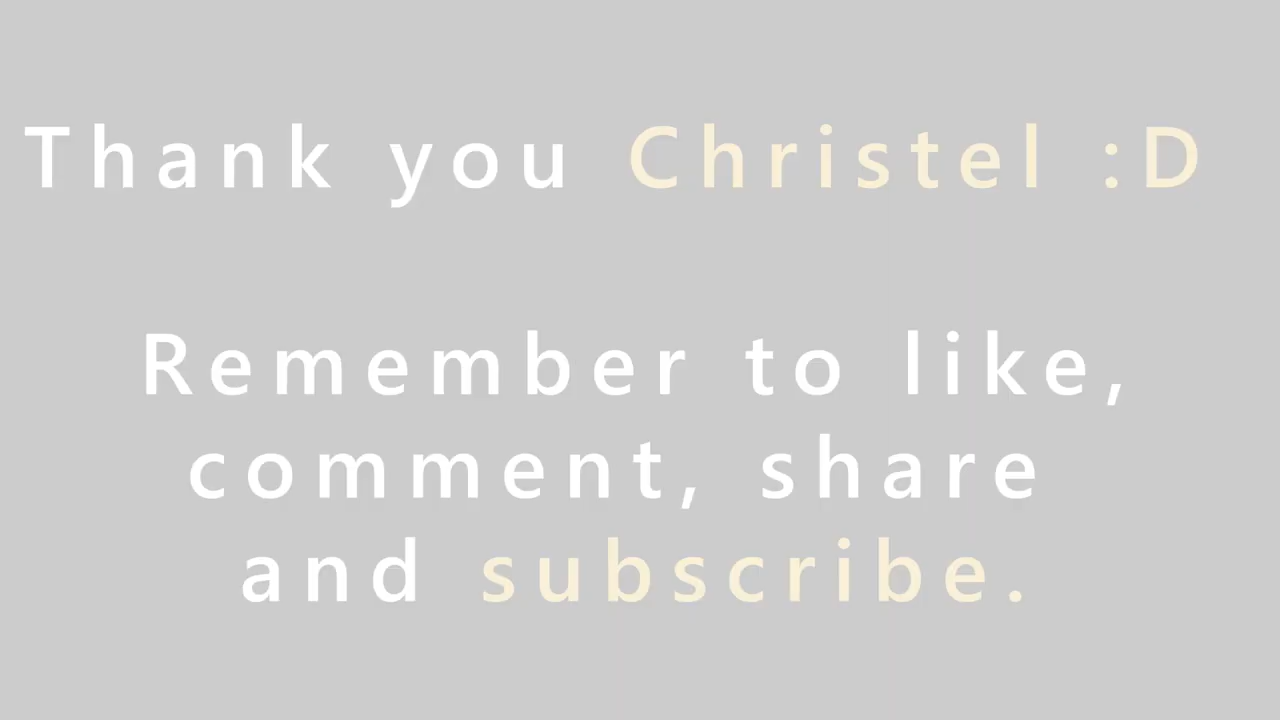 Thank you Christel :D
Remember to like,
comment, share
and subscribe.